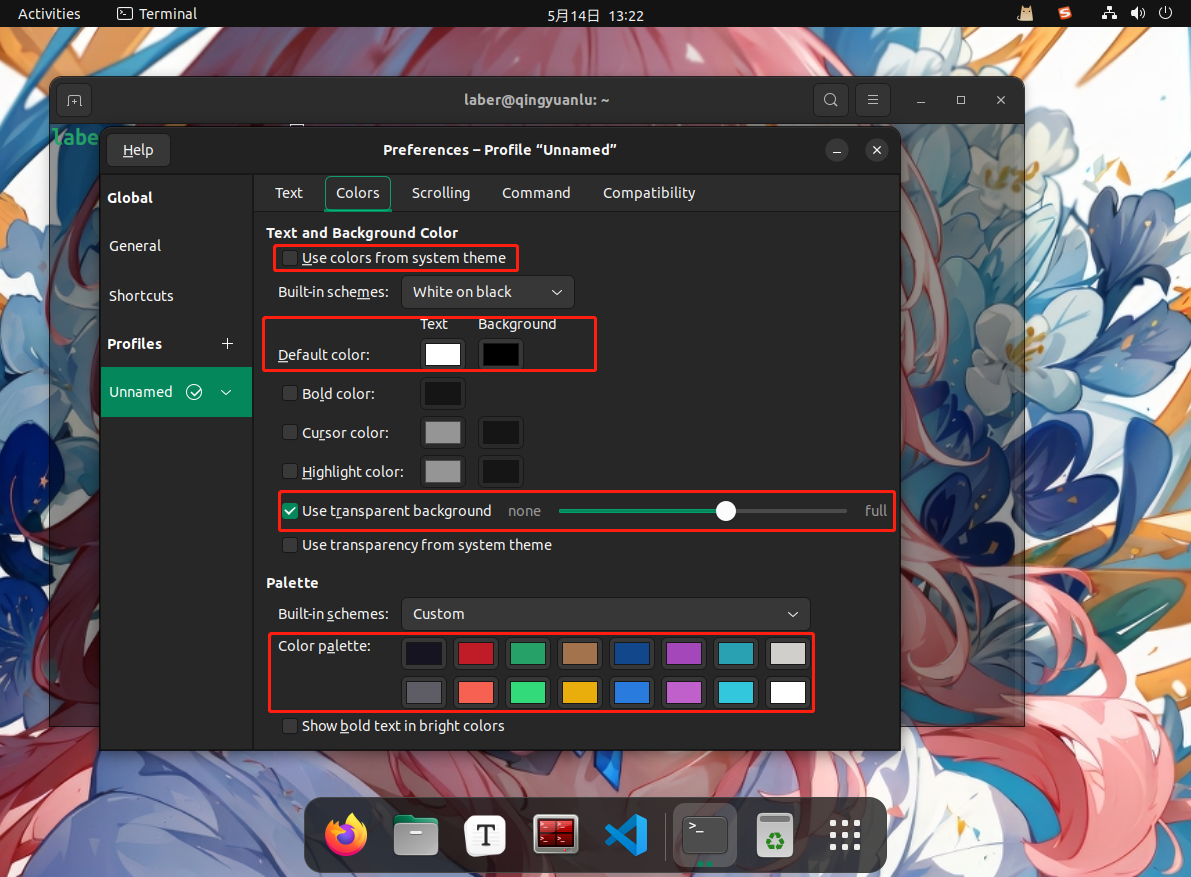 Activities
Terminal
5月14日 13:22
laber@qingyuanlu: ~
labe
Help
Preferences – Profile “Unnamed”
Global
General
Shortcuts
Profiles
Unnamed
Text
Colors
Scrolling
Command
Compatibility
Text and Background Color
Use colors from system theme
Built-in schemes:
White on black
Text
Background
Default color:
Bold color:
Cursor color:
Highlight color:
Use transparent background
none
full
Use transparency from system theme
Palette
Built-in schemes:
Custom
Color palette:
Show bold text in bright colors
T
>_